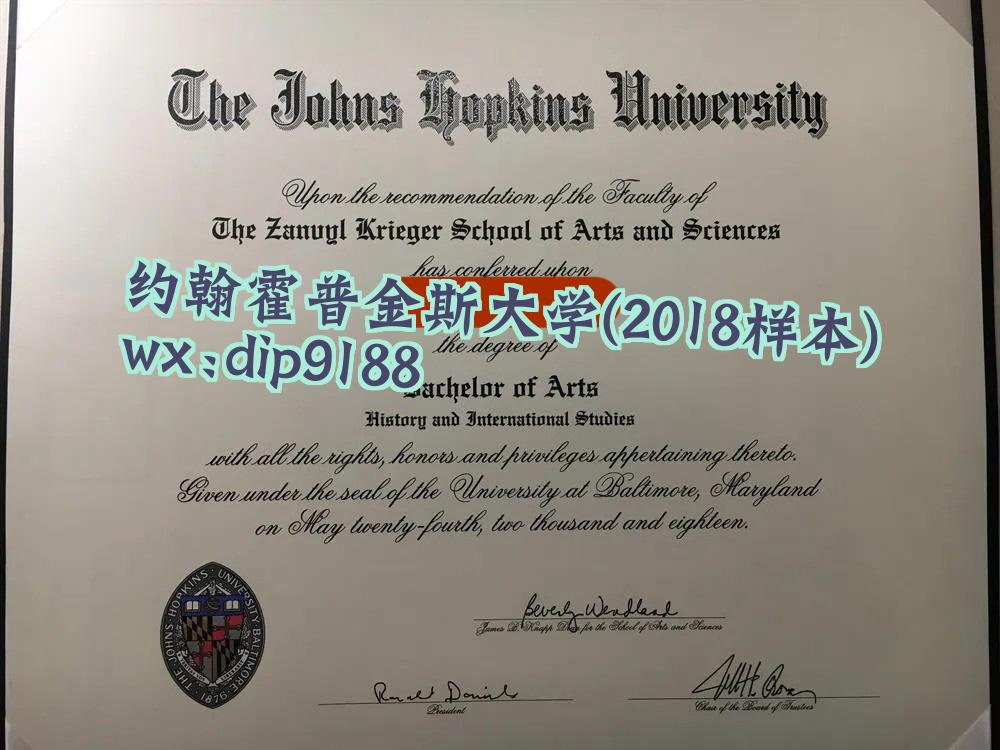 The Johns Hopkins University
Upon the recommendation of the Faculty of
The Zanvyl Krieger School of Arts and Sciences
has conferred upon
约翰霍普金斯大学(2018样本)
the degree of
wx:dip9188
Bachelor of Arts
History and International Studies
with all the rights, honors and privileges appertaining thereto.
Given under the seal of the University at Baltimore, Maryland
on May twenty-fourth, two thousand and eighteen.
THE·JOHNS·HOPKINS·UNIVERSITY·BALTIMORE·1876·
Beverly Wendland
James B. Knapp Dean for the School of Arts and Sciences
Ronald Daniels
President
Chair of the Board of Trustees